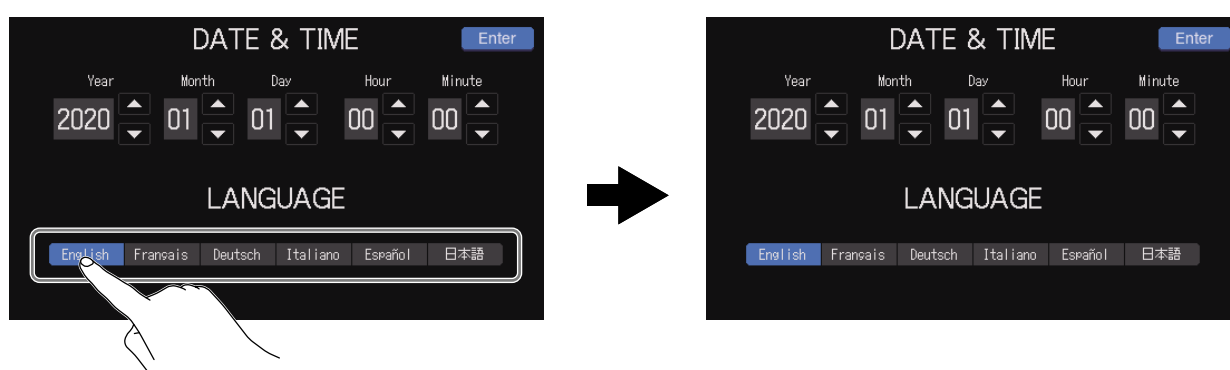 DATE & TIME Enter
Year Month Day Hour Minute
2020 01 01 00 00
LANGUAGE
English Français Deutsch Italiano Español 日本語
DATE & TIME Enter
Year Month Day Hour Minute
2020 01 01 00 00
LANGUAGE
English Français Deutsch Italiano Español 日本語